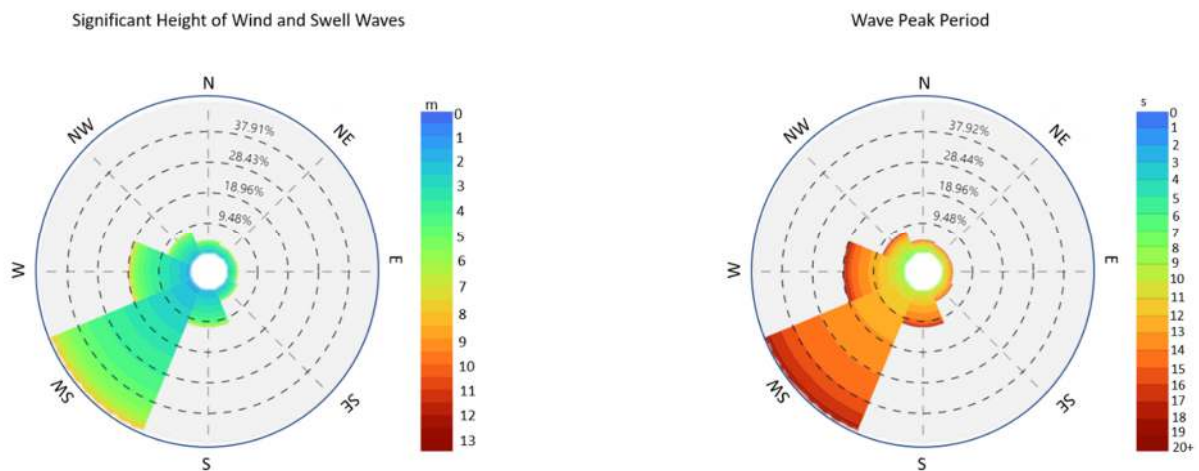 Significant Height of Wind and Swell Waves
N
NE
E
SE
S
SW
W
NW
37.91%
28.43%
18.96%
9.48%
m
0
1
2
3
4
5
6
7
8
9
10
11
12
13
Wave Peak Period
N
NE
E
SE
S
SW
W
NW
37.92%
28.44%
18.96%
9.48%
s
0
1
2
3
4
5
6
7
8
9
10
11
12
13
14
15
16
17
18
19
20+